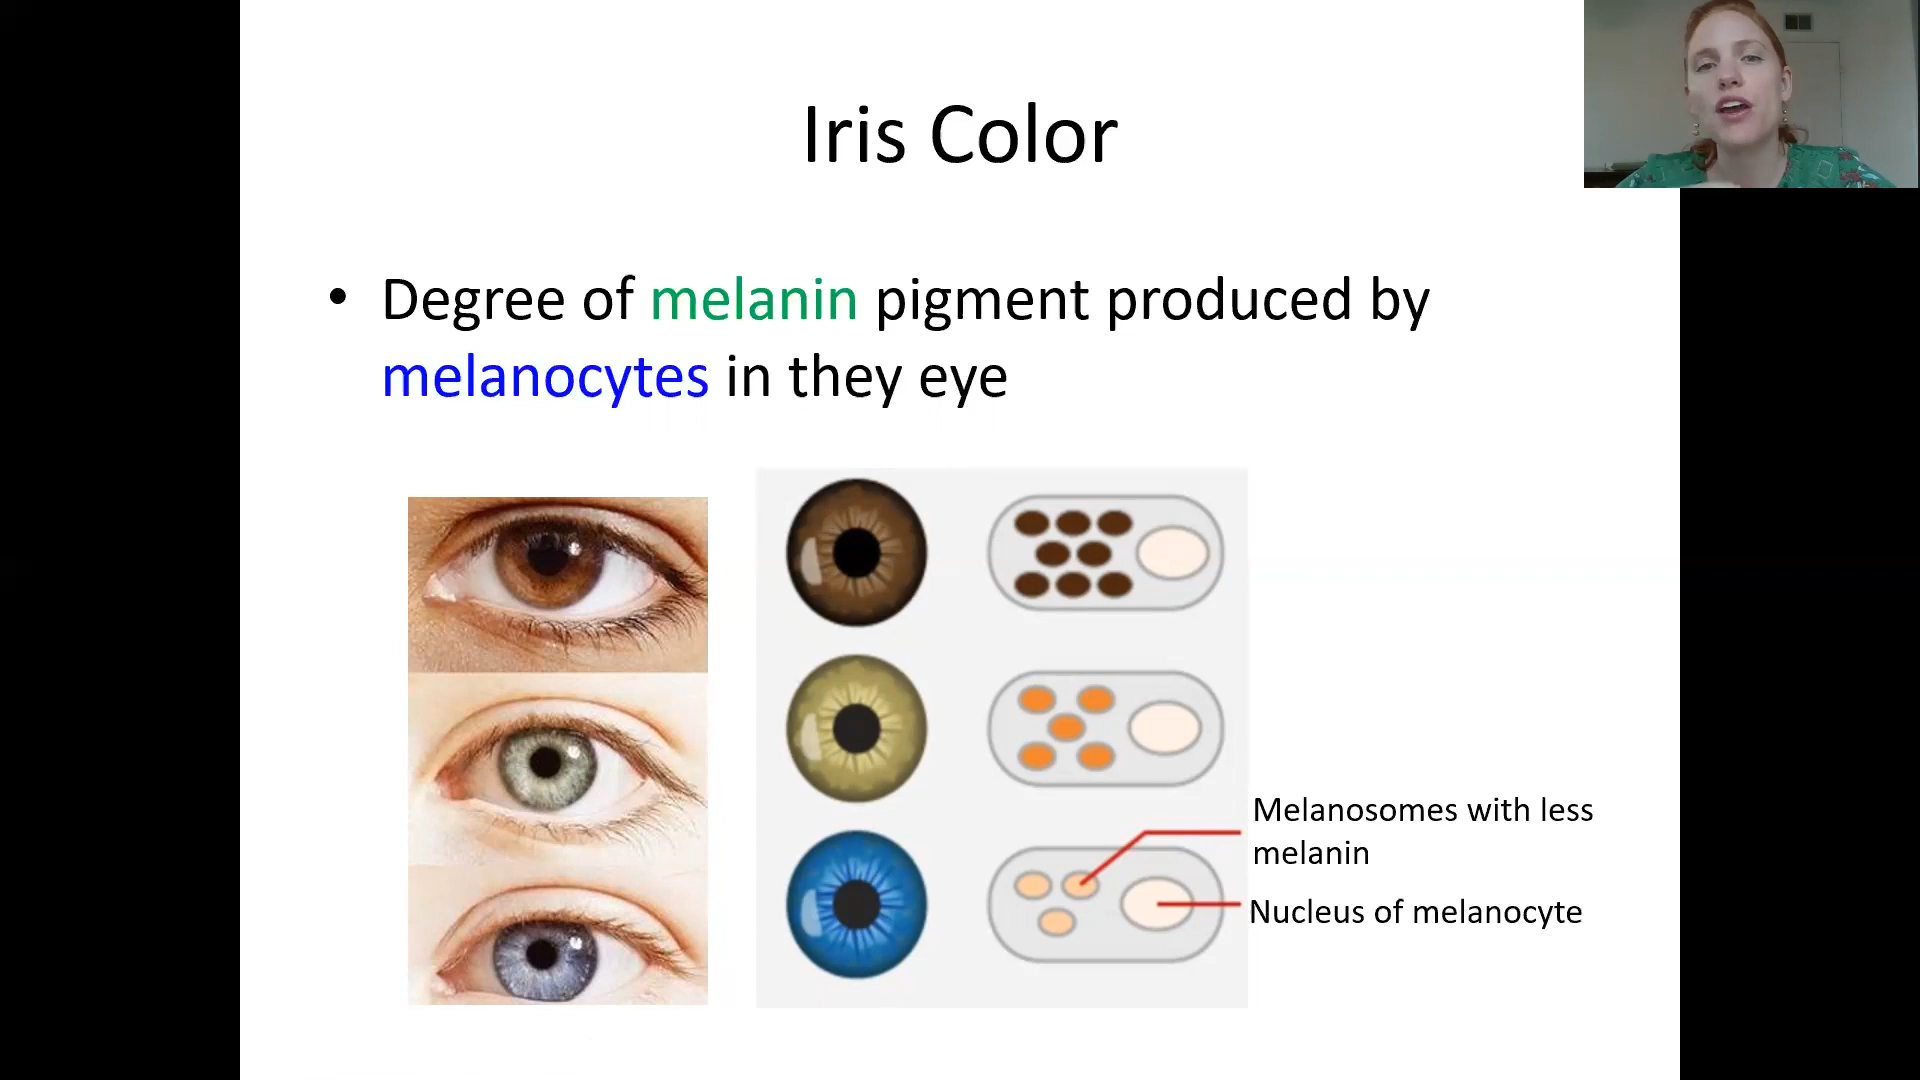 Iris Color
• Degree of melanin pigment produced by
melanocytes in they eye
Melanosomes with less
melanin
Nucleus of melanocyte